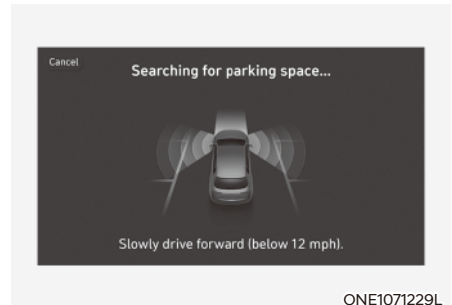 Cancel
Searching for parking space...
Slowly drive forward (below 12 mph).
ONE1071229L